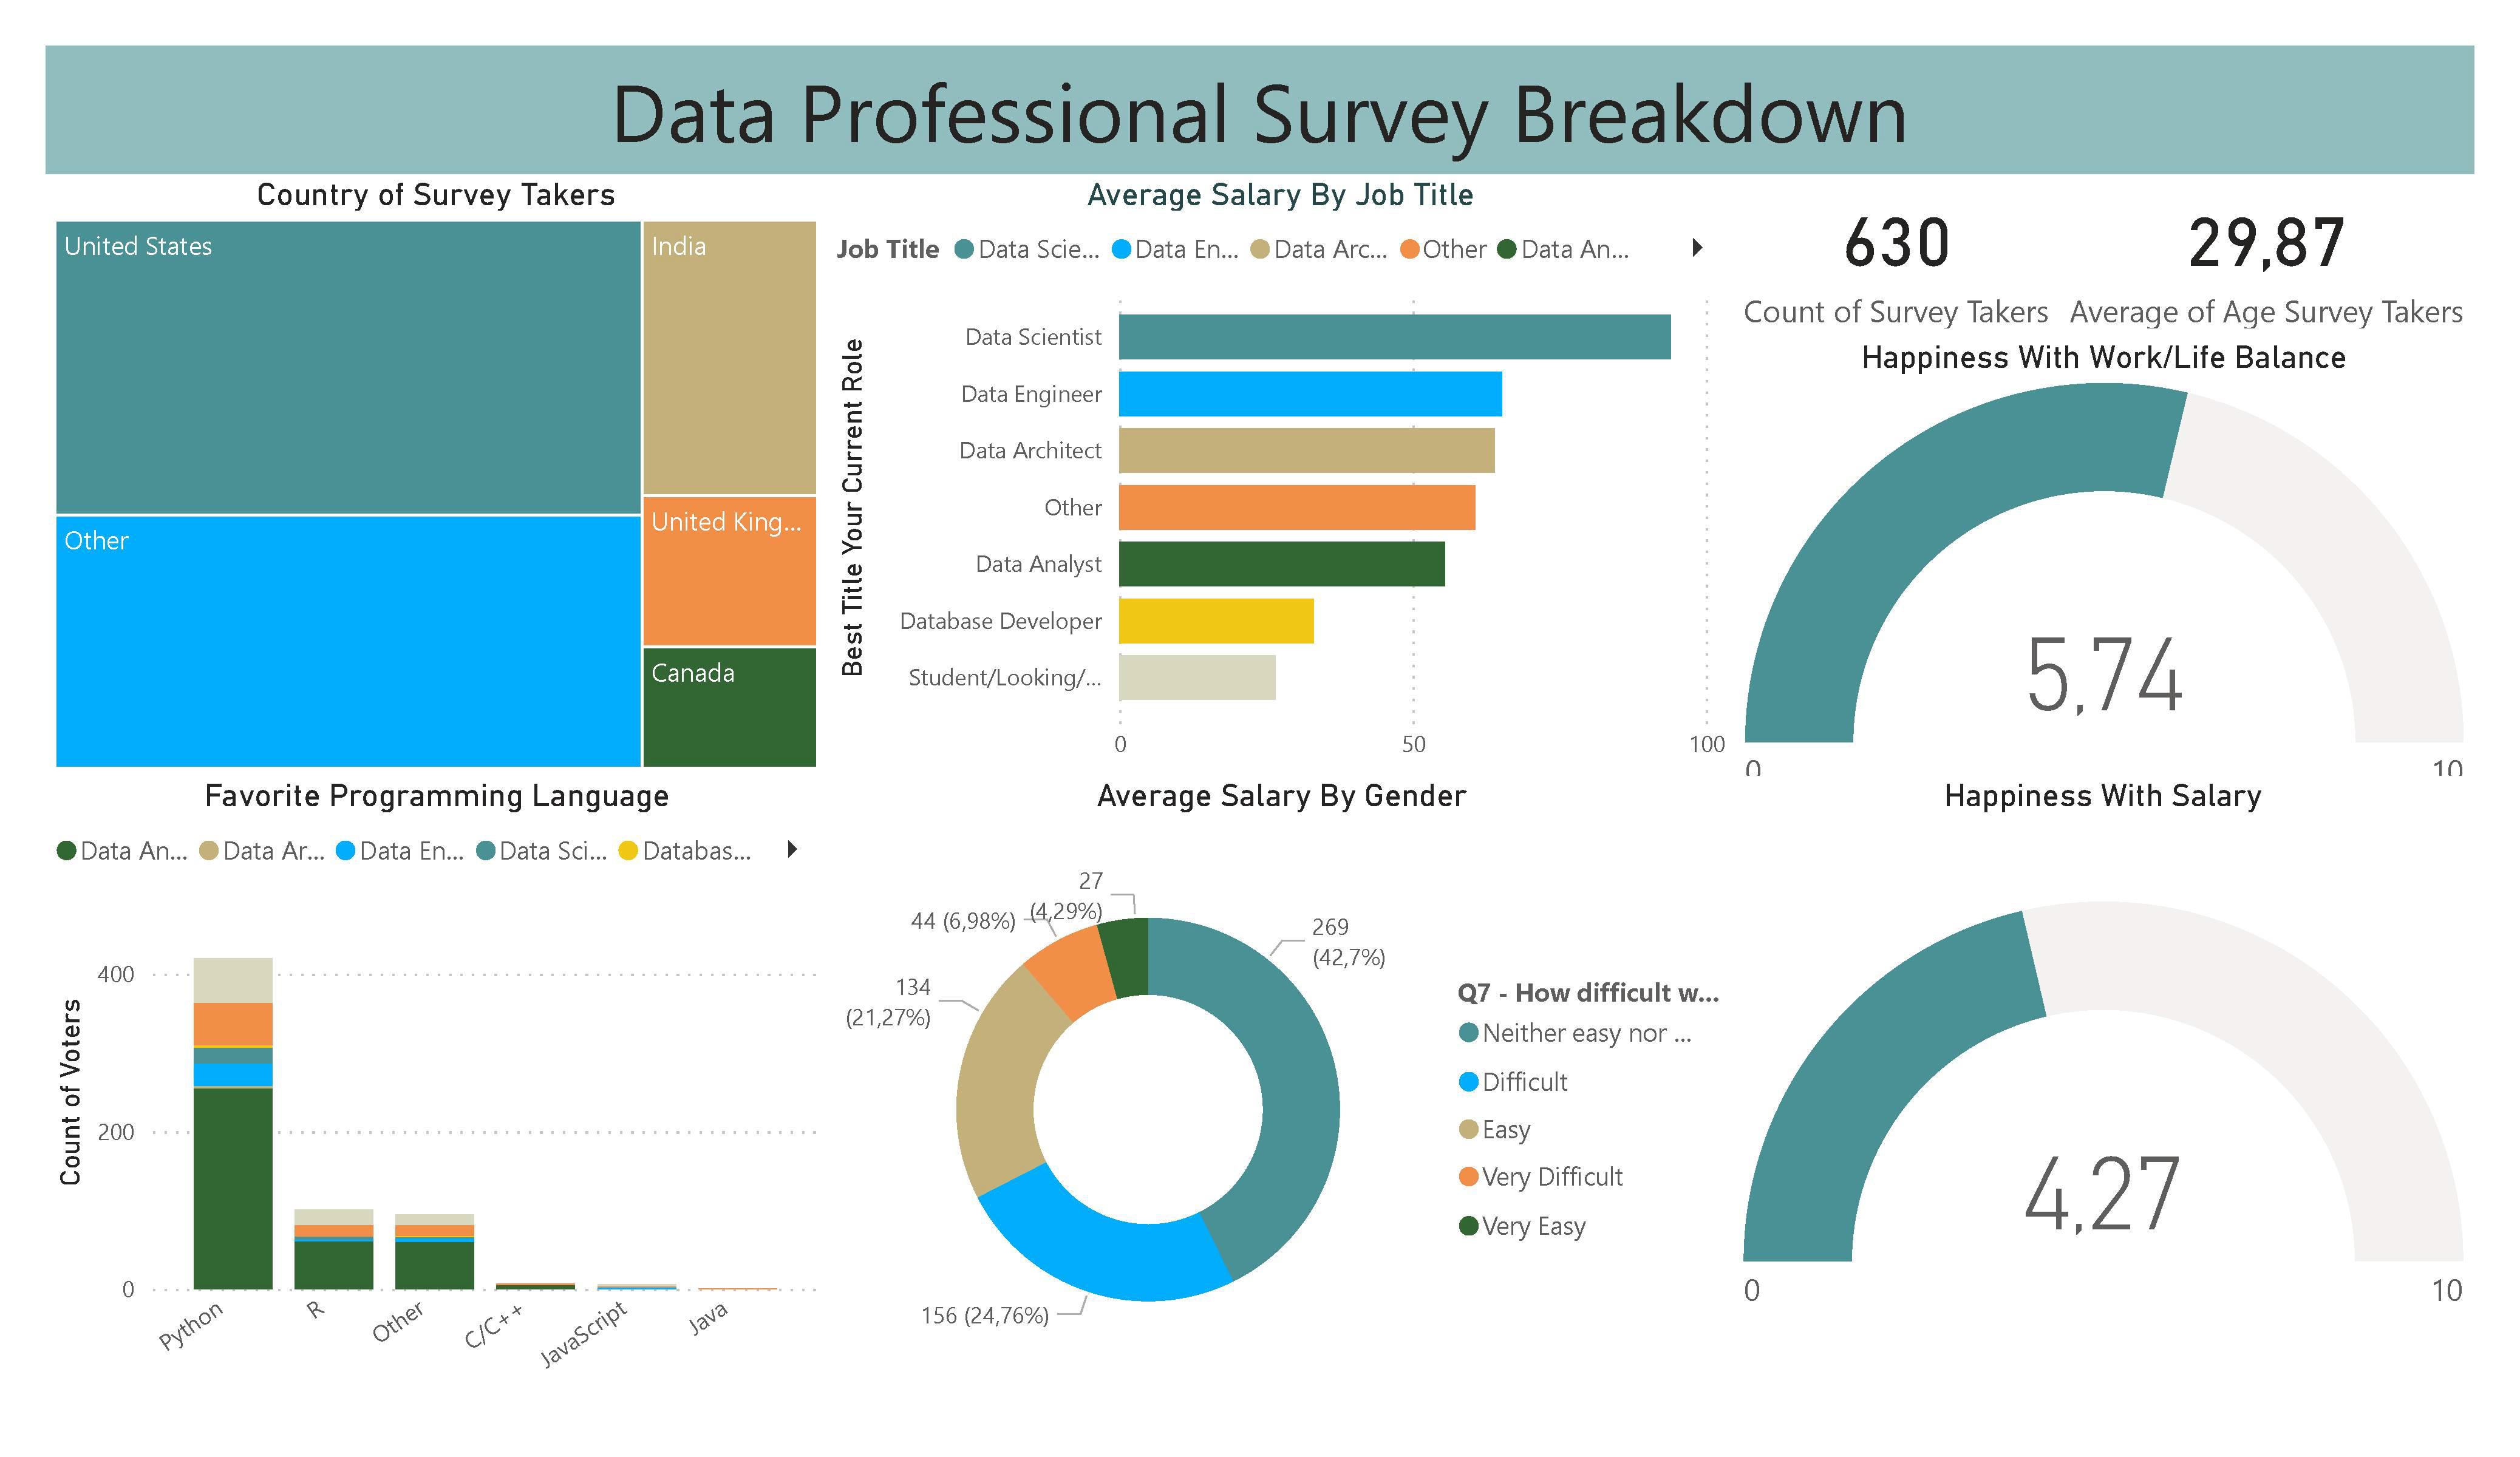 Data Professional Survey Breakdown
Country of Survey Takers
United States
India
Other
United King...
Canada
Average Salary By Job Title
Job Title Data Scie... Data En... Data Arc... Other Data An...
Best Title Your Current Role
Data Scientist
Data Engineer
Data Architect
Other
Data Analyst
Database Developer
Student/Looking/...
0 50 100
630
Count of Survey Takers
29,87
Average of Age Survey Takers
Happiness With Work/Life Balance
5,74
0 10
Favorite Programming Language
Data An... Data Ar... Data En... Data Sci... Databas...
Count of Voters
400
200
0
Python R Other C/C++ JavaScript Java
Average Salary By Gender
27
(4,29%)
44 (6,98%)
269
(42,7%)
134
(21,27%)
156 (24,76%)
Q7 - How difficult w...
Neither easy nor ...
Difficult
Easy
Very Difficult
Very Easy
Happiness With Salary
4,27
0 10